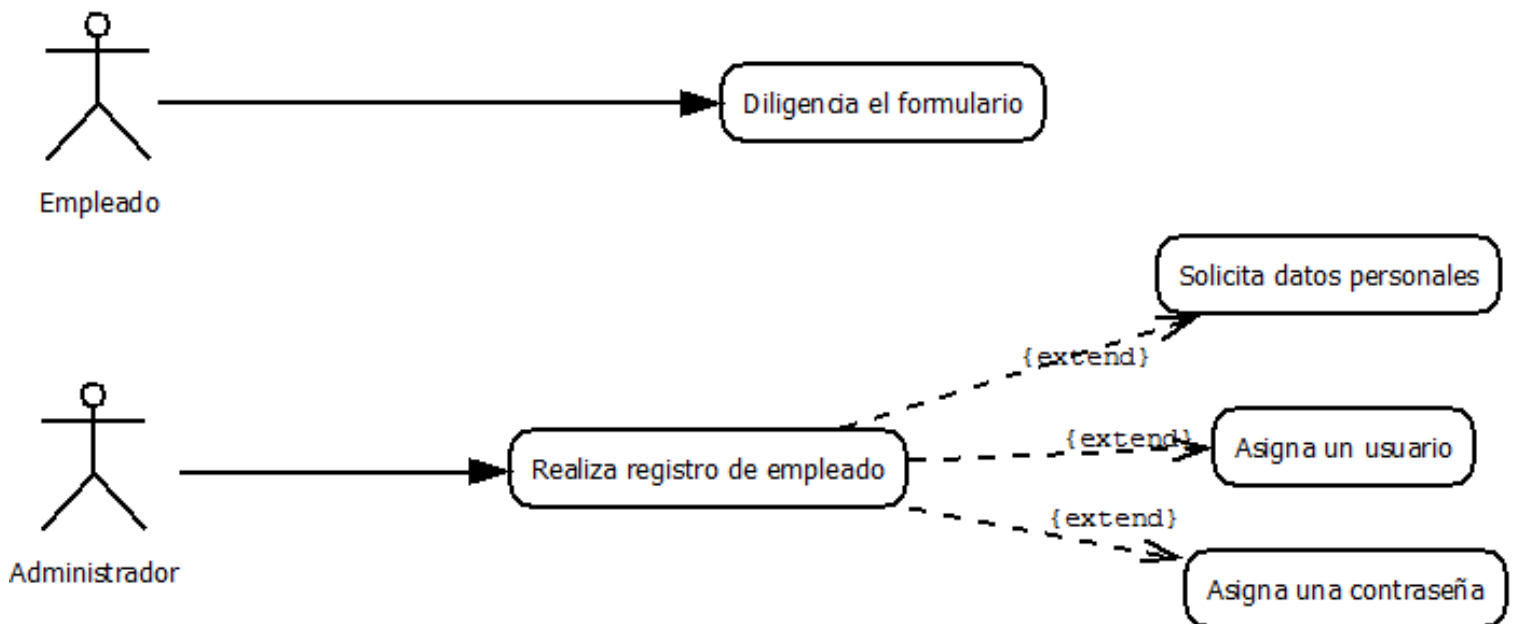 Diligencia el formulario
Empleado
Solicita datos personales
{extend}
{extend}
Asigna un usuario
Realiza registro de empleado
{extend}
Administrador
Asigna una contraseña